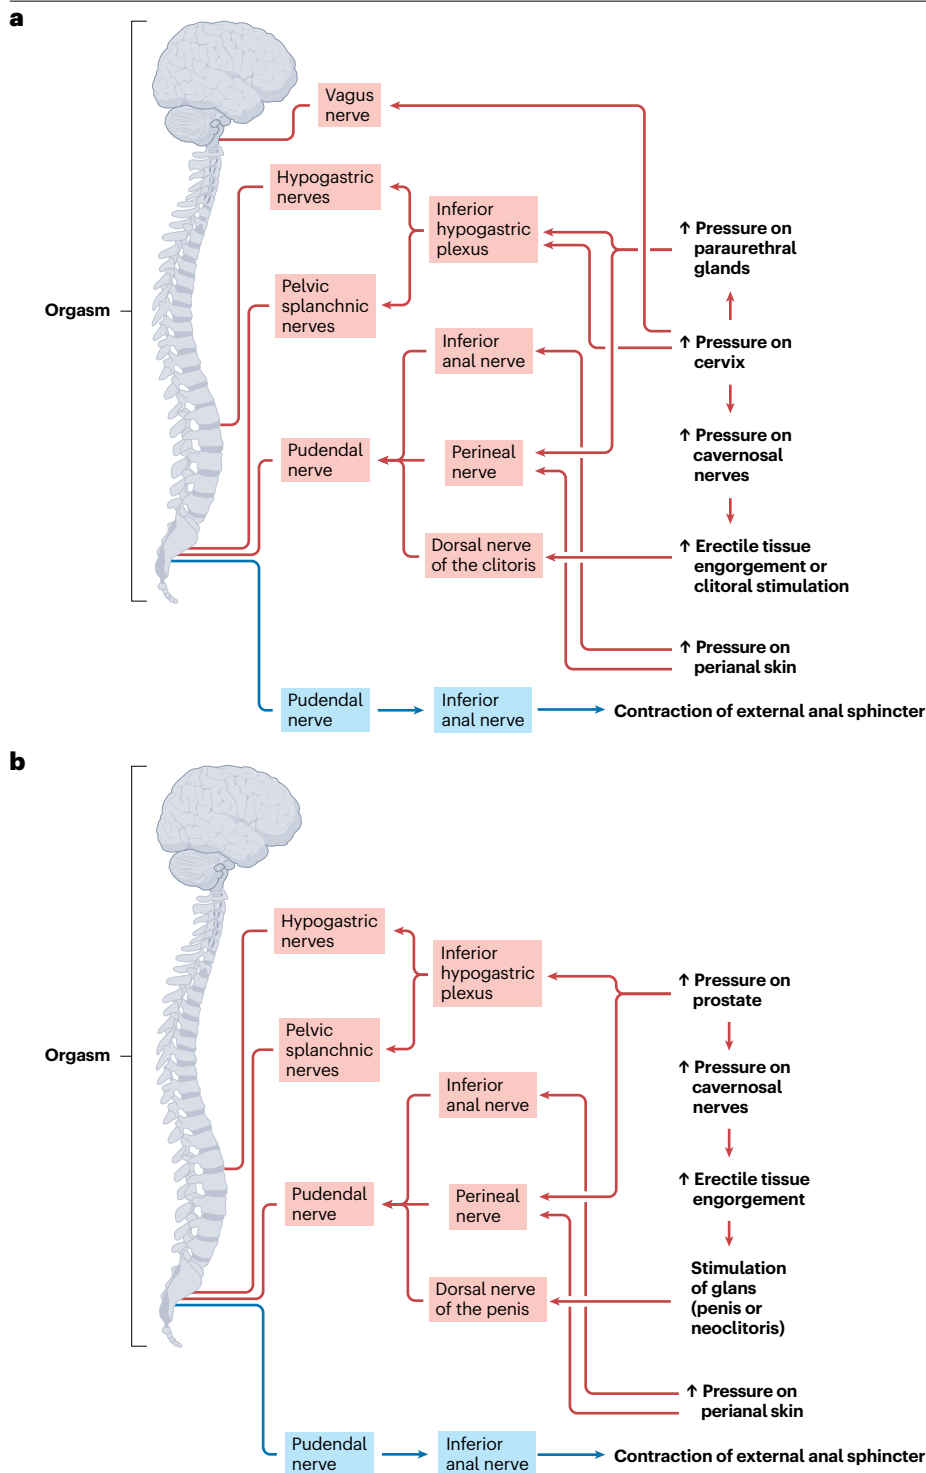 a
Vagus
nerve
Hypogastric
nerves
Inferior
hypogastric
plexus
↑ Pressure on
paraurethral
glands
Pelvic
splanchnic
nerves
Orgasm
Inferior
anal nerve
↑ Pressure on
cervix
Pudendal
nerve
Perineal
nerve
↑ Pressure on
cavernosal
nerves
Dorsal nerve
of the clitoris
↑ Erectile tissue
engorgement or
clitoral stimulation
↑ Pressure on
perianal skin
Pudendal
nerve
Inferior
anal nerve
Contraction of external anal sphincter
b
Hypogastric
nerves
Inferior
hypogastric
plexus
↑ Pressure on
prostate
Pelvic
splanchnic
nerves
Orgasm
Inferior
anal nerve
↑ Pressure on
cavernosal
nerves
Pudendal
nerve
Perineal
nerve
↑ Erectile tissue
engorgement
Dorsal nerve
of the penis
Stimulation
of glans
(penis or
neoclitoris)
↑ Pressure on
perianal skin
Pudendal
nerve
Inferior
anal nerve
Contraction of external anal sphincter